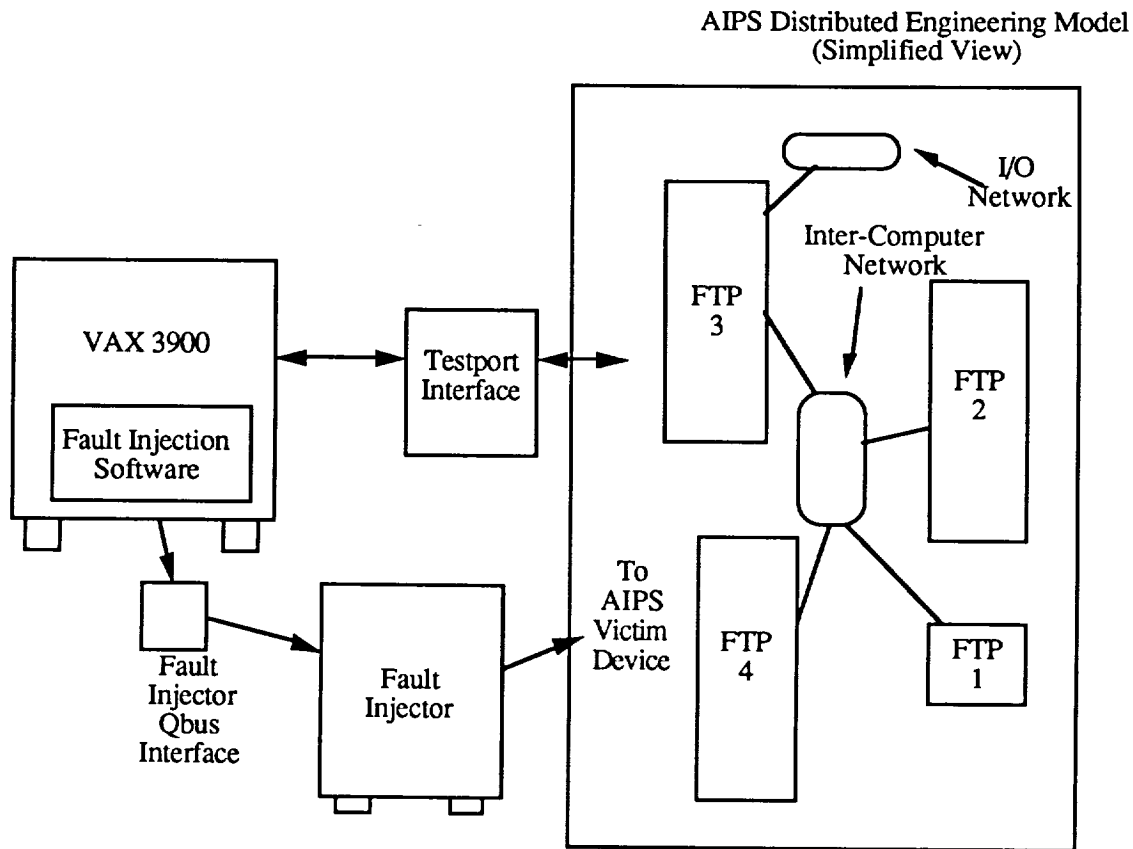 AIPS Distributed Engineering Model
(Simplified View)
I/O
Network
Inter-Computer
Network
FTP
3
VAX 3900
Testport
Interface
FTP
2
Fault Injection
Software
To
AIPS
Victim
Device
FTP
4
FTP
1
Fault
Injector
Qbus
Interface
Fault
Injector